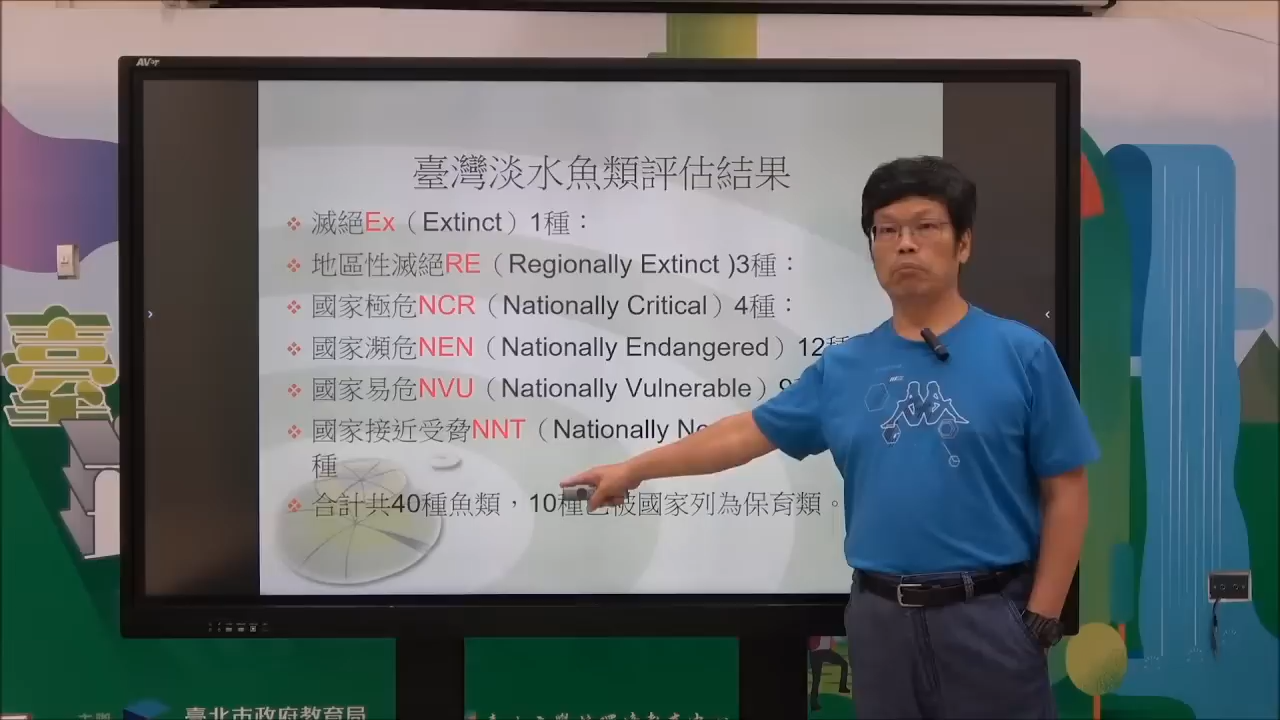 AVer
臺灣淡水魚類評估結果
滅絕Ex（Extinct）1種：
地區性滅絕RE（Regionally Extinct )3種：
國家極危NCR（Nationally Critical）4種：
國家瀕危NEN（Nationally Endangered）12種
國家易危NVU（Nationally Vulnerable）
國家接近受脅NNT（Nationally
種
合計共40種魚類，10種已被國家列為保育類。
臺
臺北市政府教育局